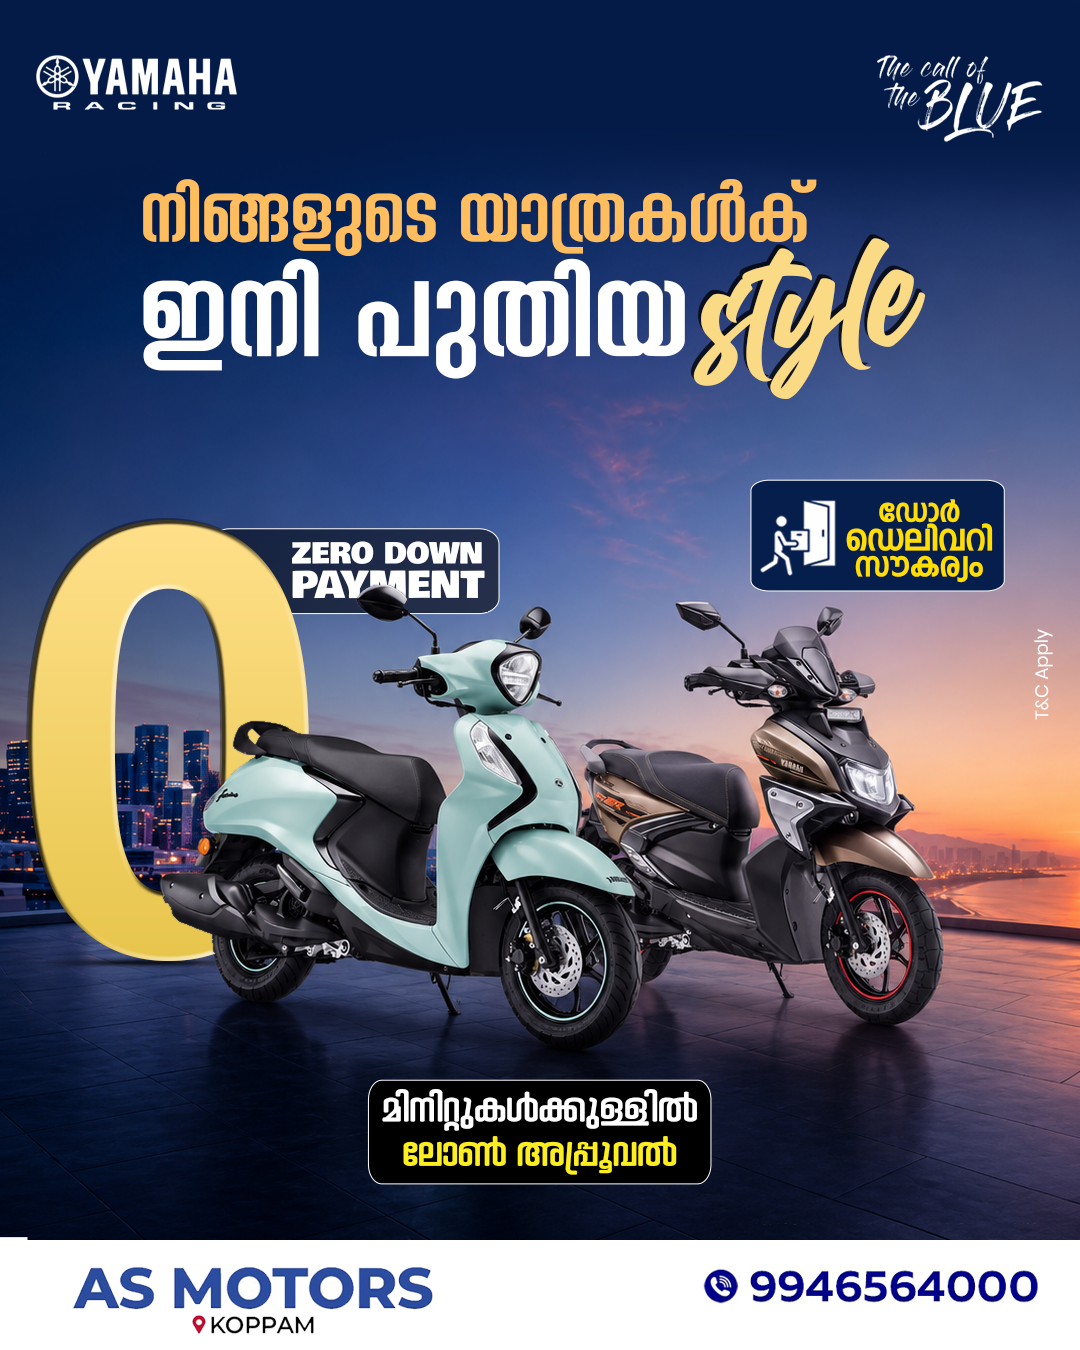 YAMAHA
RACING
The call of
the BLUE
നിങ്ങളുടെ യാത്രകൾക്
ഇനി പുതിയ style
0
ZERO DOWN
PAYMENT
ഡോർ
ഡെലിവറി
സൗകര്യം
T&C Apply
മിനിറ്റുകൾക്കുള്ളിൽ
ലോൺ അപ്രൂവൽ
AS MOTORS
KOPPAM
9946564000